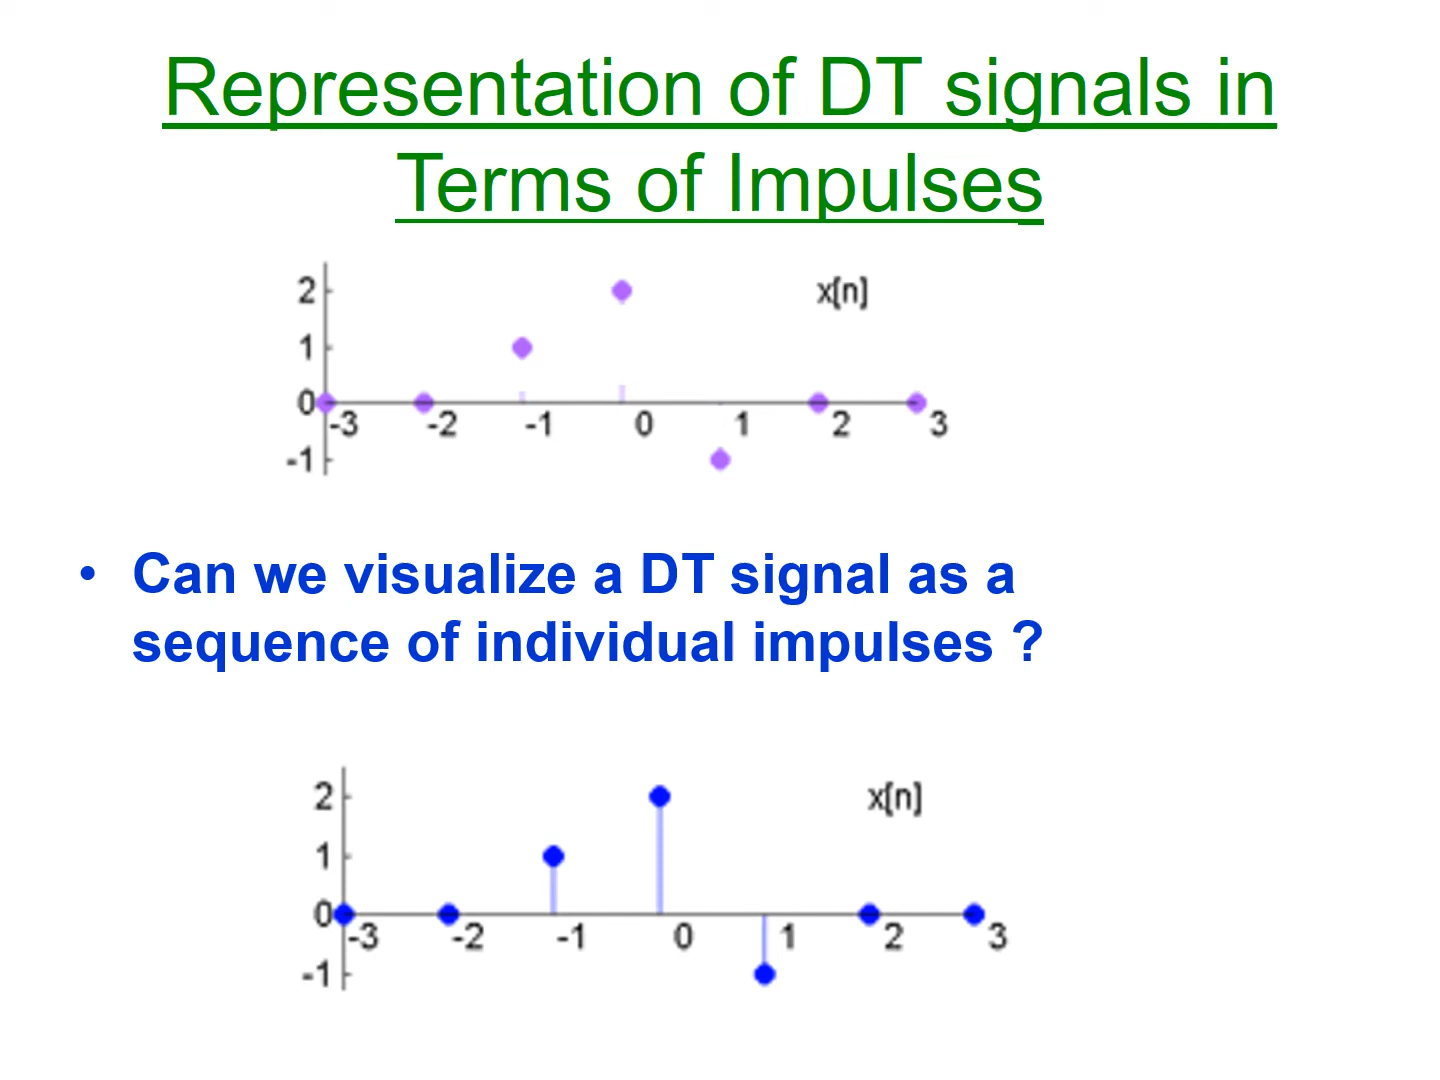 Representation of DT signals in
Terms of Impulses
2
x[n]
1
0
-3 -2 -1 0 1 2 3
-1
• Can we visualize a DT signal as a
sequence of individual impulses ?
2
x[n]
1
0
-3 -2 -1 0 1 2 3
-1